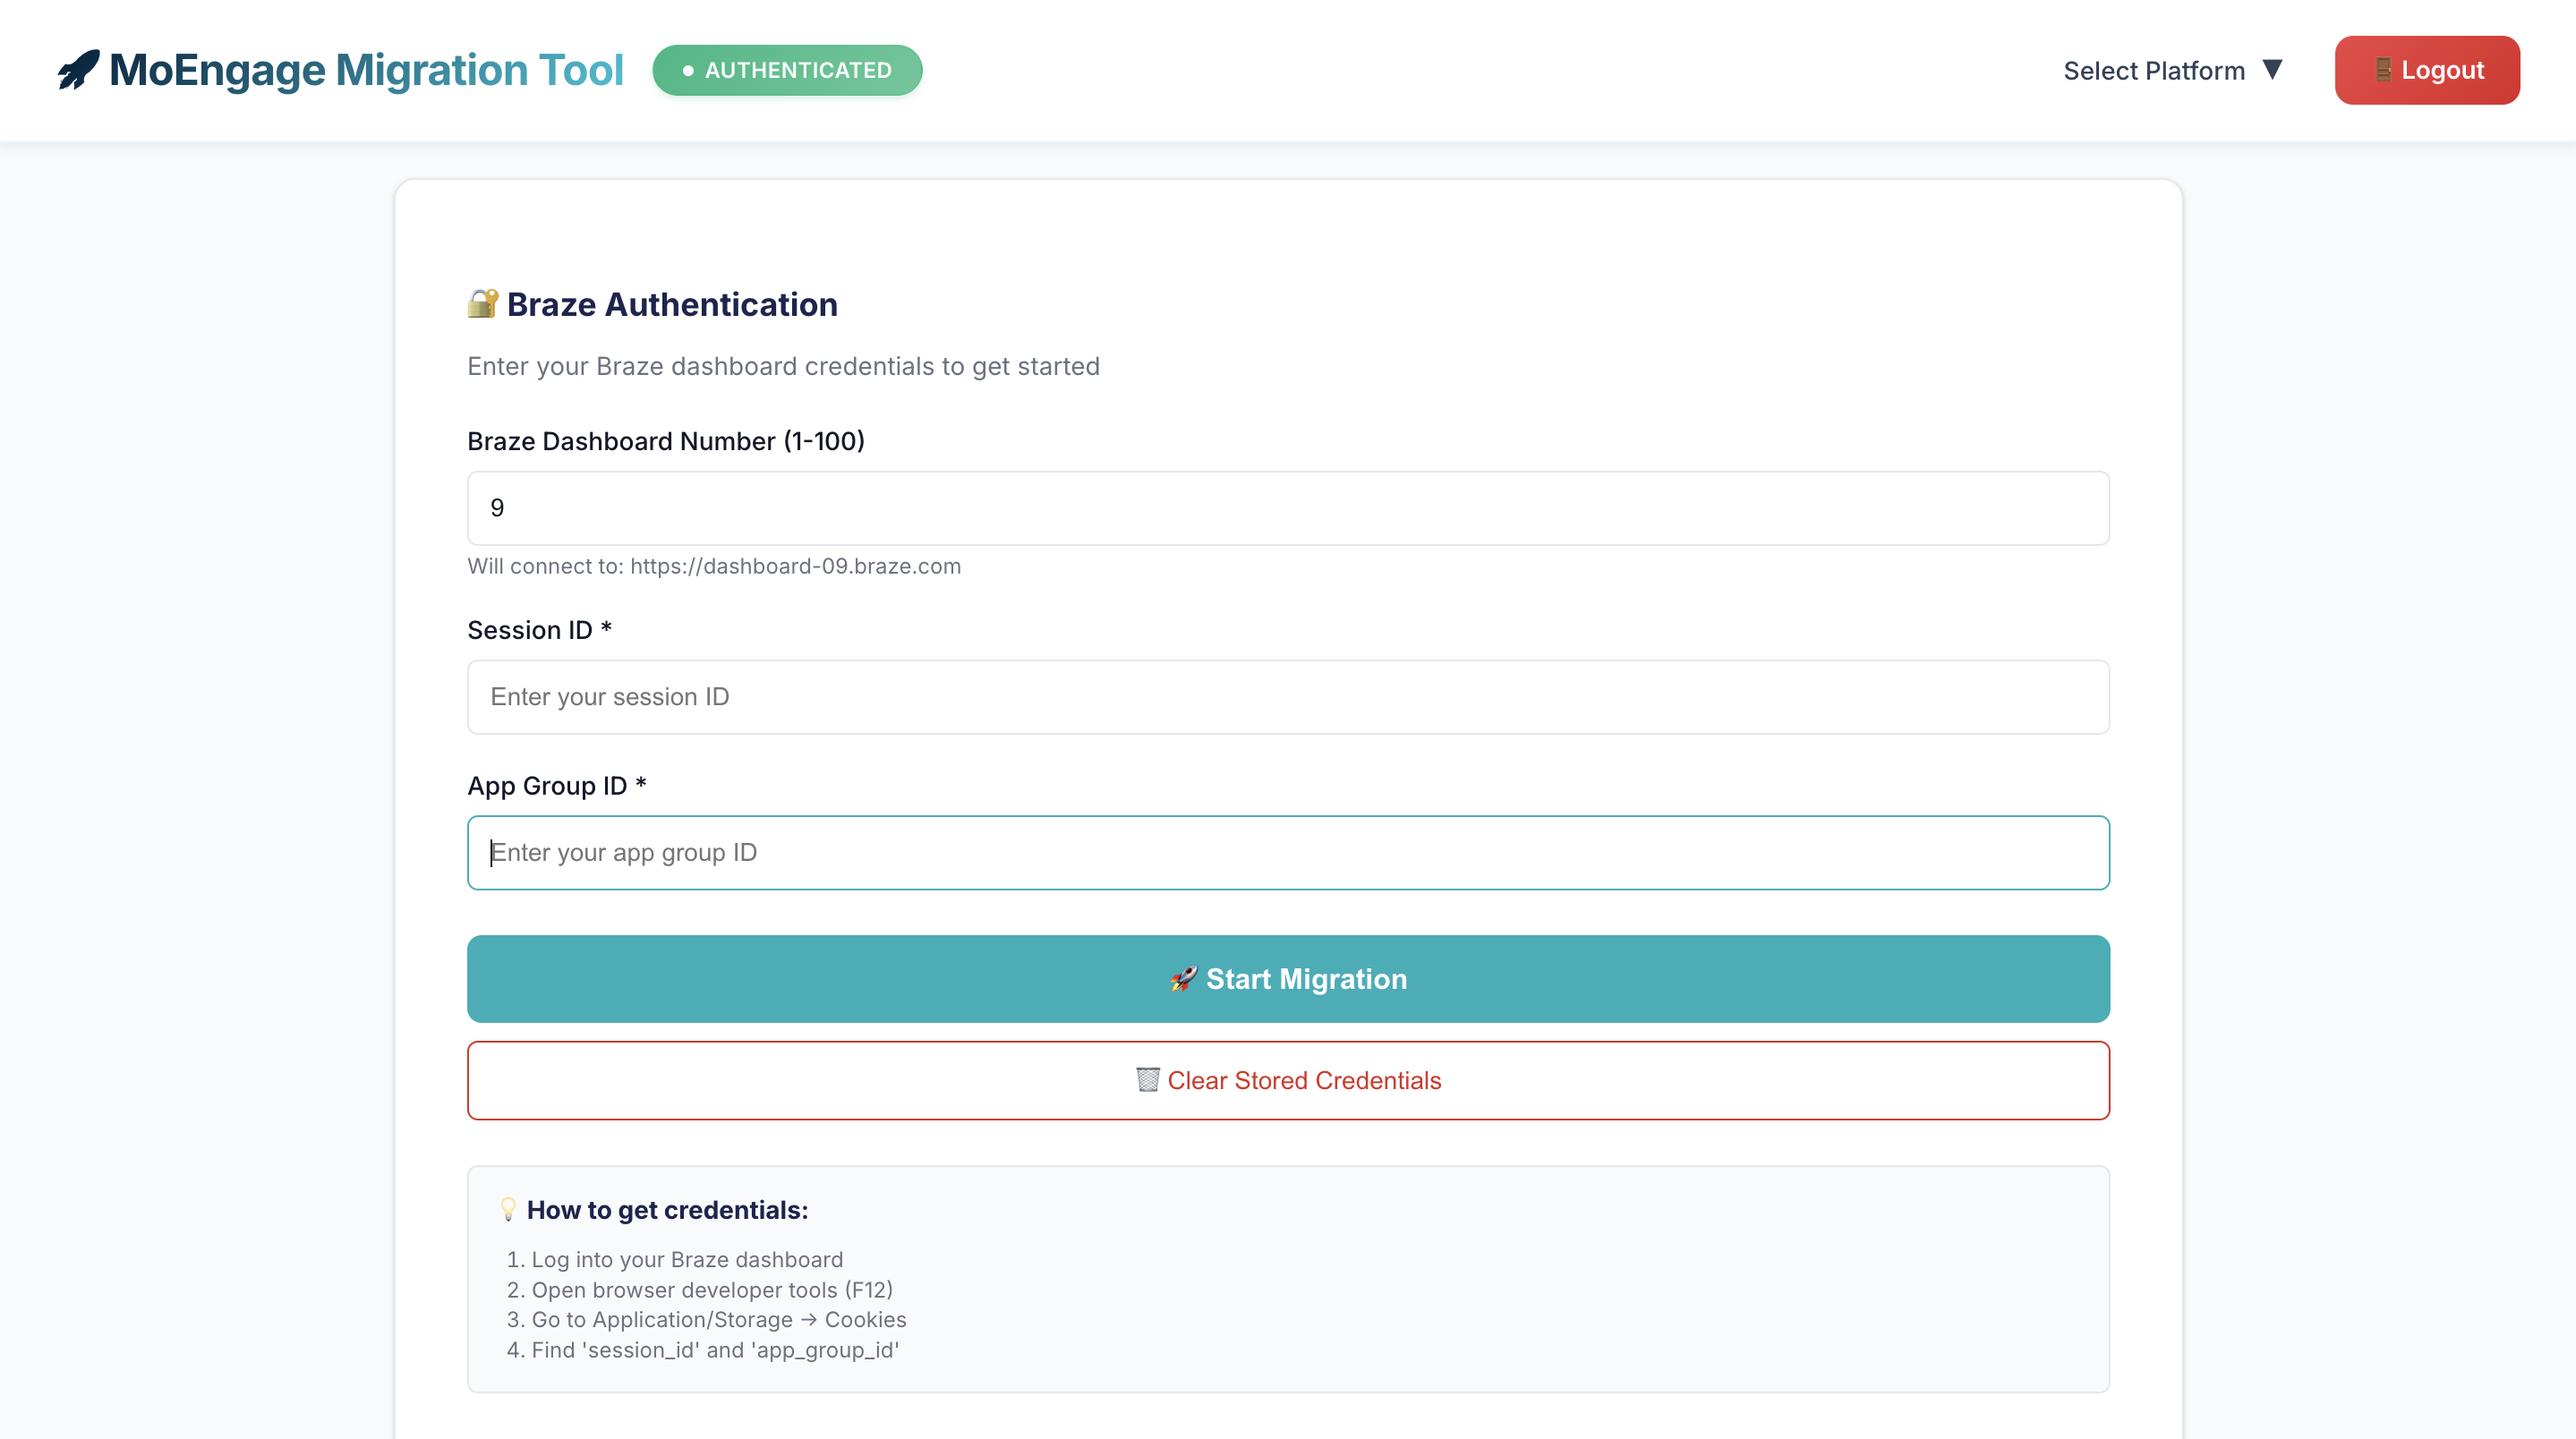 MoEngage Migration Tool
AUTHENTICATED
Select Platform ▼
Logout
Braze Authentication
Enter your Braze dashboard credentials to get started
Braze Dashboard Number (1-100)
9
Will connect to: https://dashboard-09.braze.com
Session ID *
Enter your session ID
App Group ID *
Enter your app group ID
Start Migration
Clear Stored Credentials
How to get credentials:
1. Log into your Braze dashboard
2. Open browser developer tools (F12)
3. Go to Application/Storage → Cookies
4. Find 'session_id' and 'app_group_id'